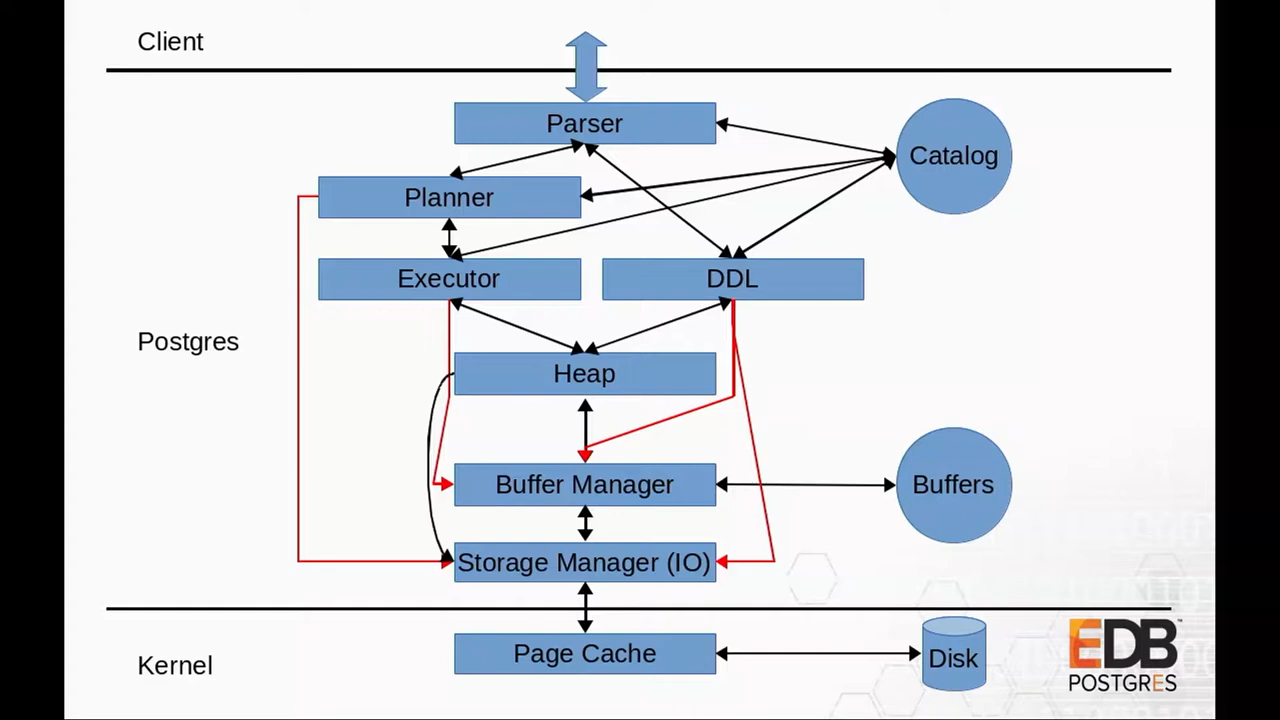 Client
Parser
Catalog
Planner
Executor
DDL
Postgres
Heap
Buffer Manager
Buffers
Storage Manager (IO)
Page Cache
Disk
Kernel
EDB™
POSTGRES